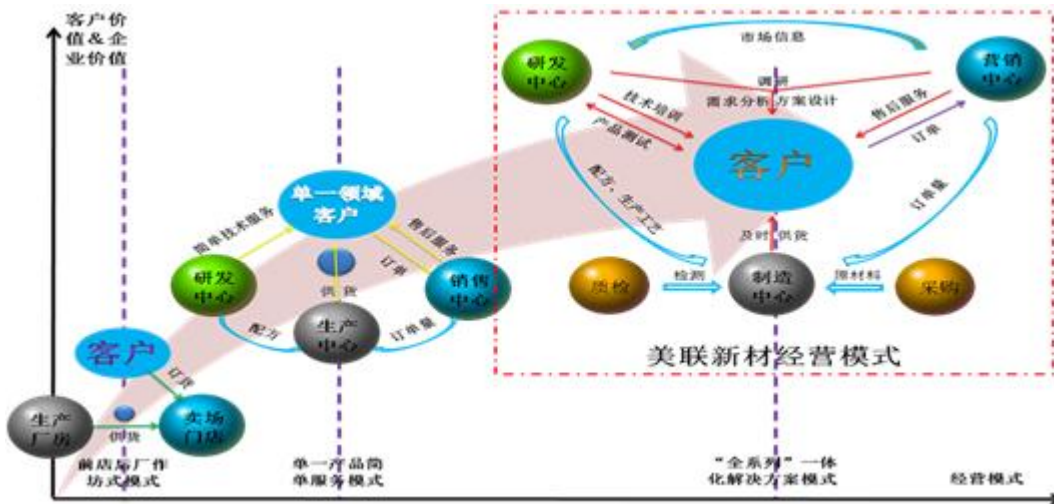 客户价
值&企
业价值
市场信息
研发
中心
营销
中心
调研
需求分析 方案设计
技术培训
产品测试
售后服务
订单
客户
配方、生产工艺
订单量
及时 供货
单一领域
客户
简单技术服务
售后服务
订单
研发
中心
供 货
销售
中心
质检
检测
制造
中心
原材料
采购
配方
生产
中心
订单量
客户
订货
美联新材经营模式
生产
厂房
供货
卖场
门店
前店后厂作
坊式模式
单一产品简
单服务模式
“全系列”一体
化解决方案模式
经营模式